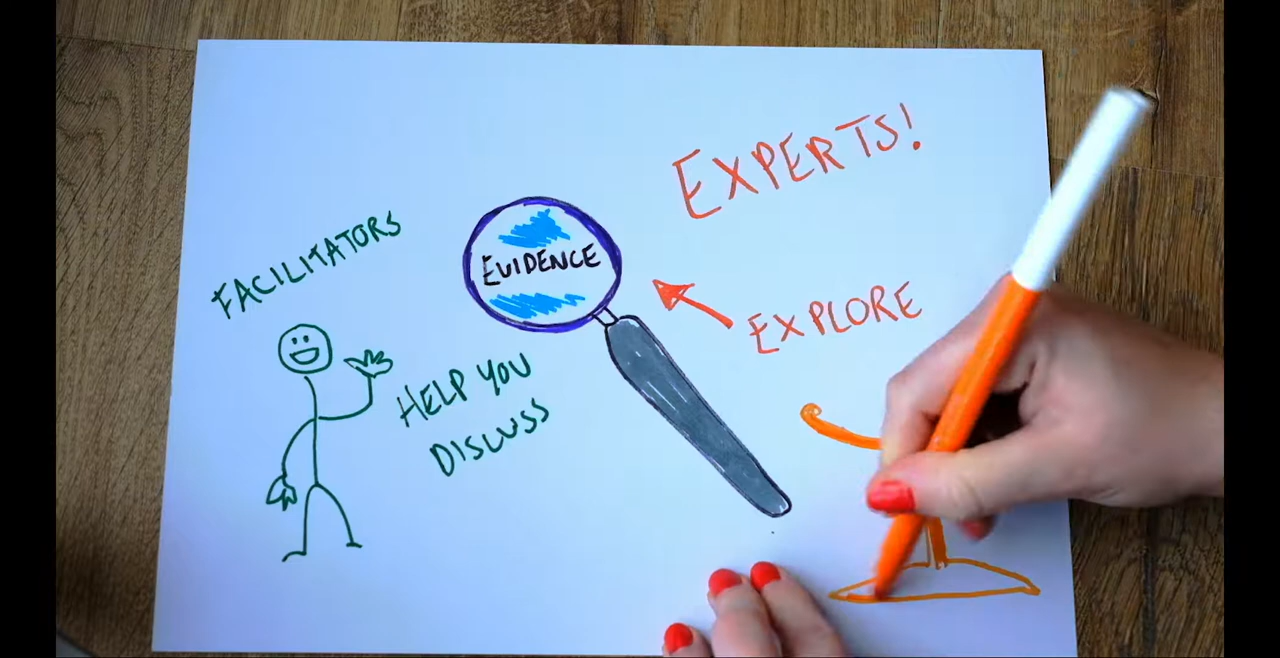 EXPERTS!
FACILITATORS
EVIDENCE
EXPLORE
HELP YOU
DISCUSS